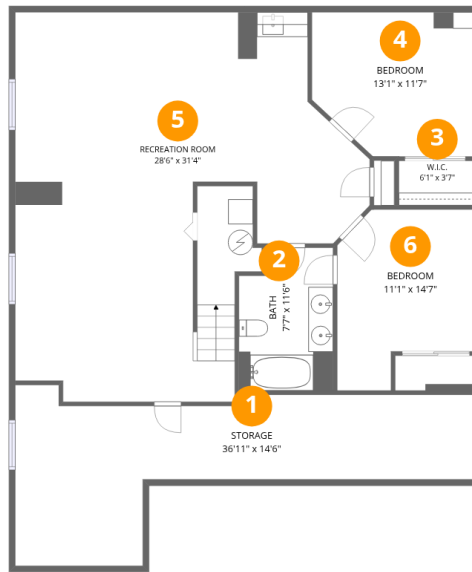 4
BEDROOM
13'1" x 11'7"
5
RECREATION ROOM
28'6" x 31'4"
3
W.I.C.
6'1" x 3'7"
2
BATH
7'7" x 11'6"
6
BEDROOM
11'1" x 14'7"
1
STORAGE
36'11" x 14'6"